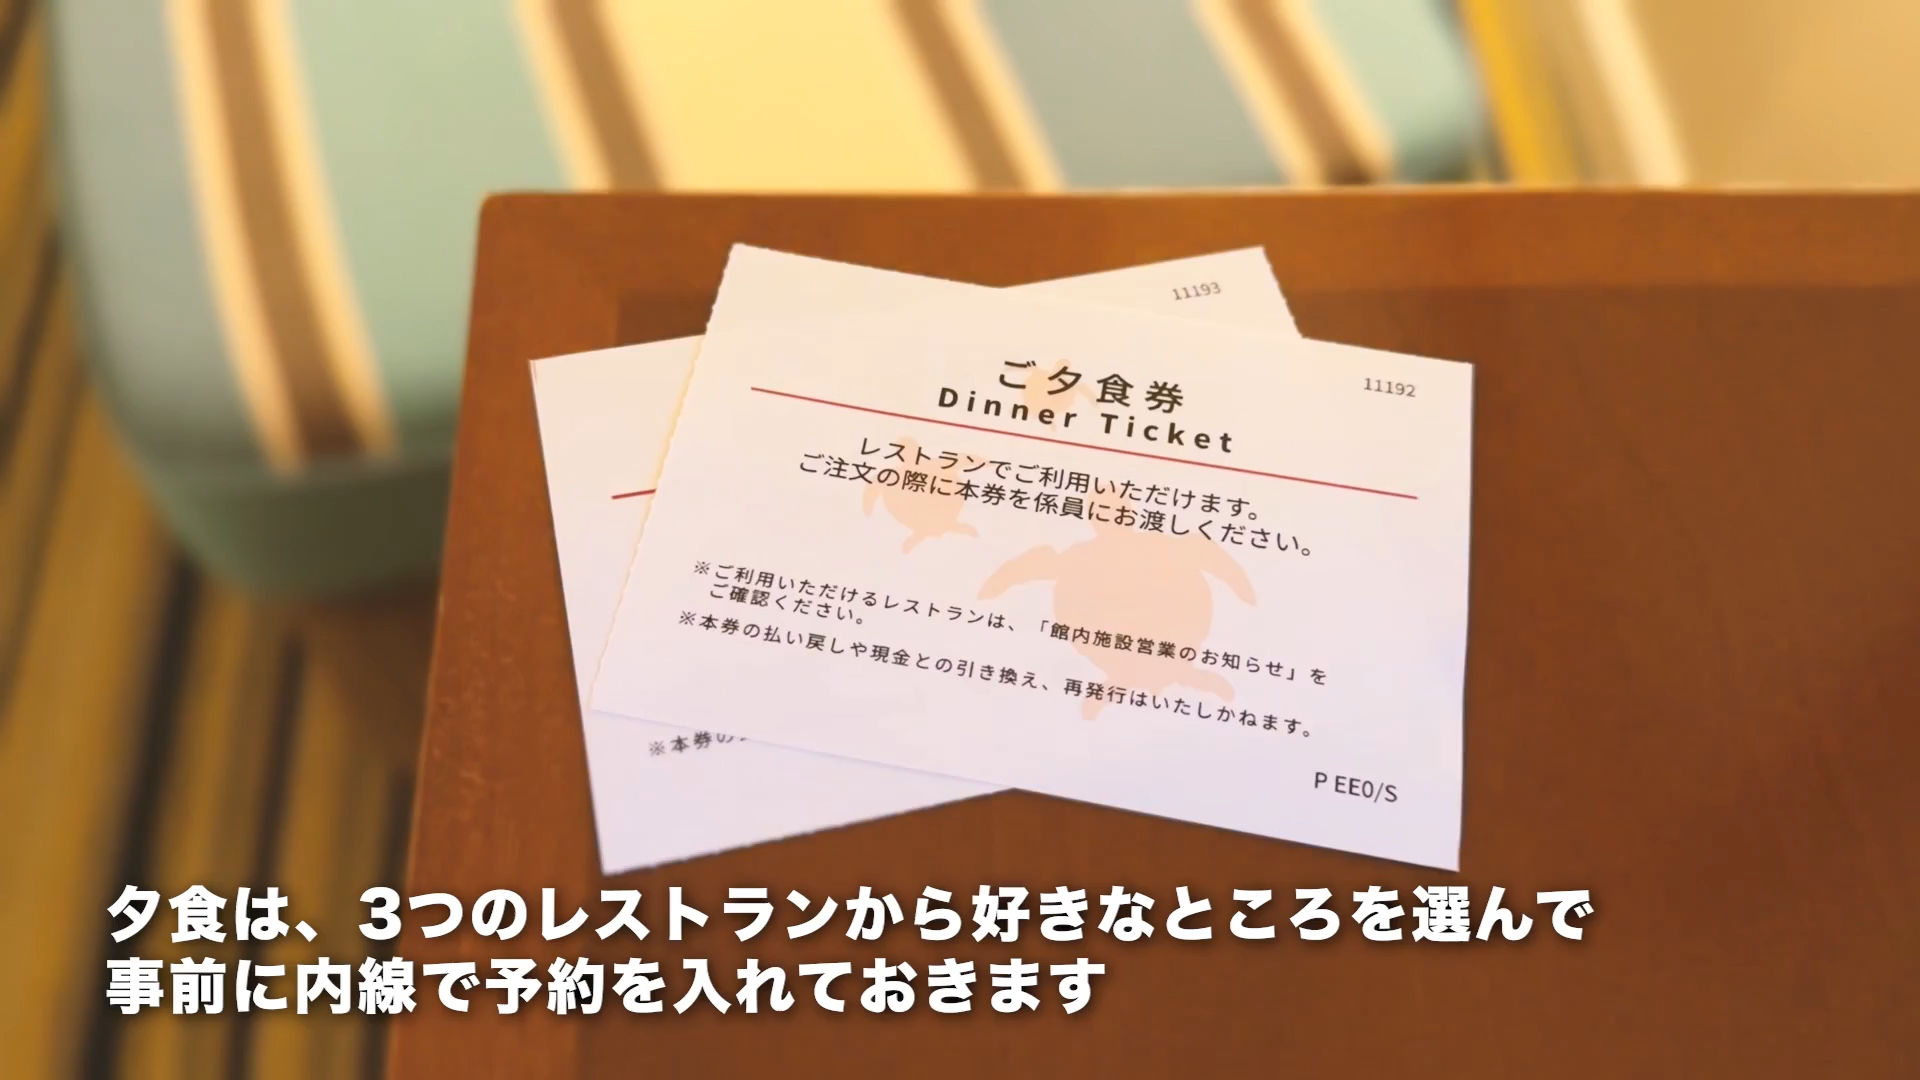 11193
11192
ご夕食券
Dinner Ticket
レストランでご利用いただけます。
ご注文の際に本券を係員にお渡しください。
※ご利用いただけるレストランは、「館内施設営業のお知らせ」を
ご確認ください。
※本券の払い戻しや現金との引き換え、再発行はいたしかねます。
※本券の
P EE0/S
夕食は、3つのレストランから好きなところを選んで
事前に内線で予約を入れておきます